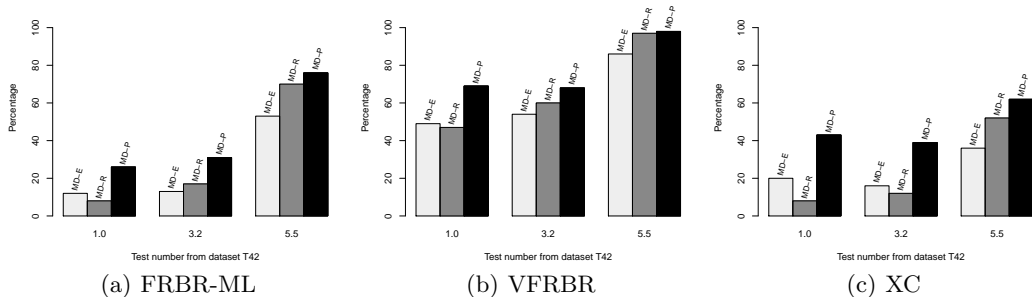 Percentage
0
20
40
60
80
100
MD-E
MD-R
MD-P
MD-E
MD-R
MD-P
MD-E
MD-R
MD-P
1.0
3.2
5.5
Test number from dataset T42
(a) FRBR-ML
Percentage
0
20
40
60
80
100
MD-E
MD-R
MD-P
MD-E
MD-R
MD-P
MD-E
MD-R
MD-P
1.0
3.2
5.5
Test number from dataset T42
(b) VFRBR
Percentage
0
20
40
60
80
100
MD-E
MD-R
MD-P
MD-E
MD-R
MD-P
MD-E
MD-R
MD-P
1.0
3.2
5.5
Test number from dataset T42
(c) XC